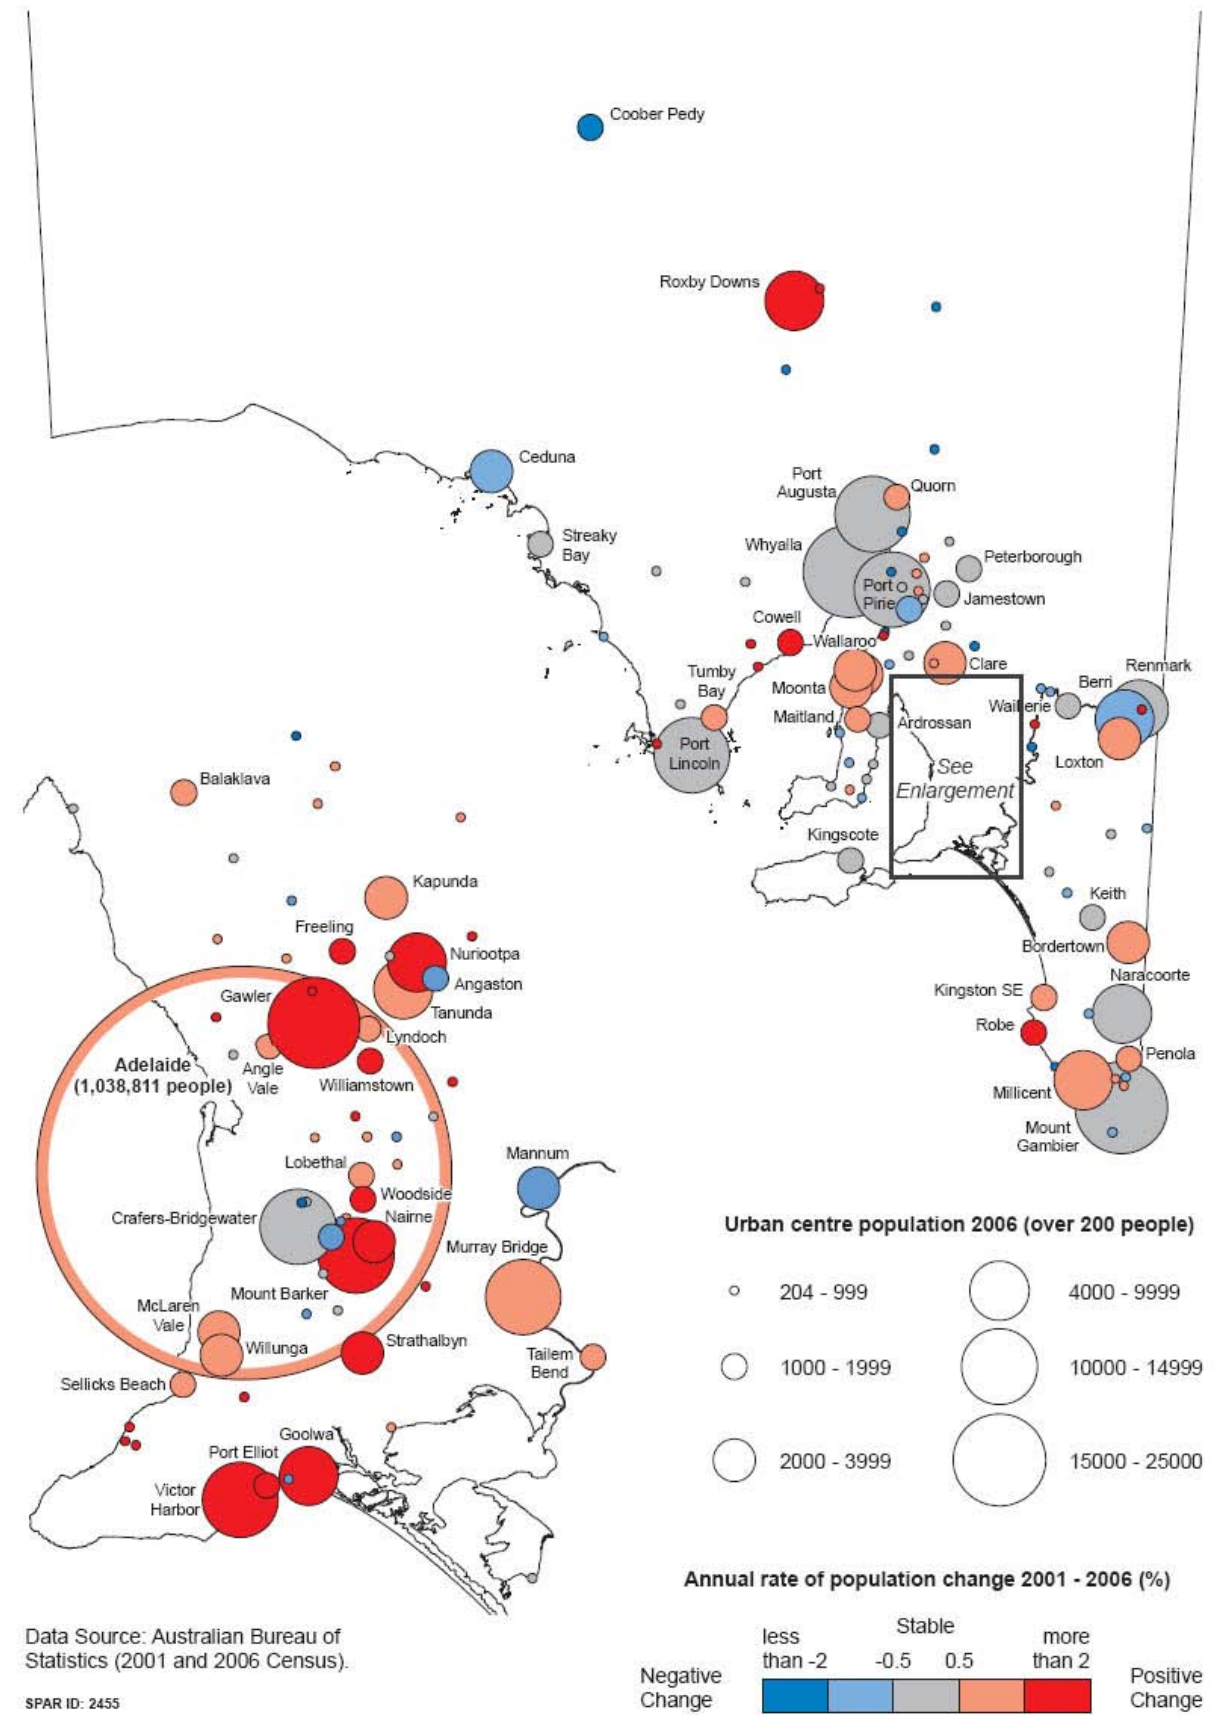 Coober Pedy
Roxby Downs
Ceduna
Streaky
Bay
Port
Augusta
Quorn
Whyalla
Peterborough
Port
Pirie
Jamestown
Cowell
Wallaroo
Clare
Renmark
Tumby
Bay
Moonta
Berri
Waikerie
Maitland
Ardrossan
Port
Lincoln
Loxton
See
Enlargement
Kingscote
Keith
Bordertown
Naracoorte
Kingston SE
Robe
Penola
Millicent
Mount
Gambier
Balaklava
Kapunda
Freeling
Nuriootpa
Angaston
Gawler
Tanunda
Lyndoch
Adelaide
(1,038,811 people)
Angle
Vale
Williamstown
Mannum
Lobethal
Woodside
Crafers-Bridgewater
Nairne
Murray Bridge
Mount Barker
McLaren
Vale
Willunga
Strathalbyn
Tailem
Bend
Sellicks Beach
Goolwa
Port Elliot
Victor
Harbor
Urban centre population 2006 (over 200 people)
204 - 999
4000 - 9999
1000 - 1999
10000 - 14999
2000 - 3999
15000 - 25000
Annual rate of population change 2001 - 2006 (%)
Stable
less
than -2
-0.5
0.5
more
than 2
Negative
Change
Positive
Change
Data Source: Australian Bureau of
Statistics (2001 and 2006 Census).
SPAR ID: 2455